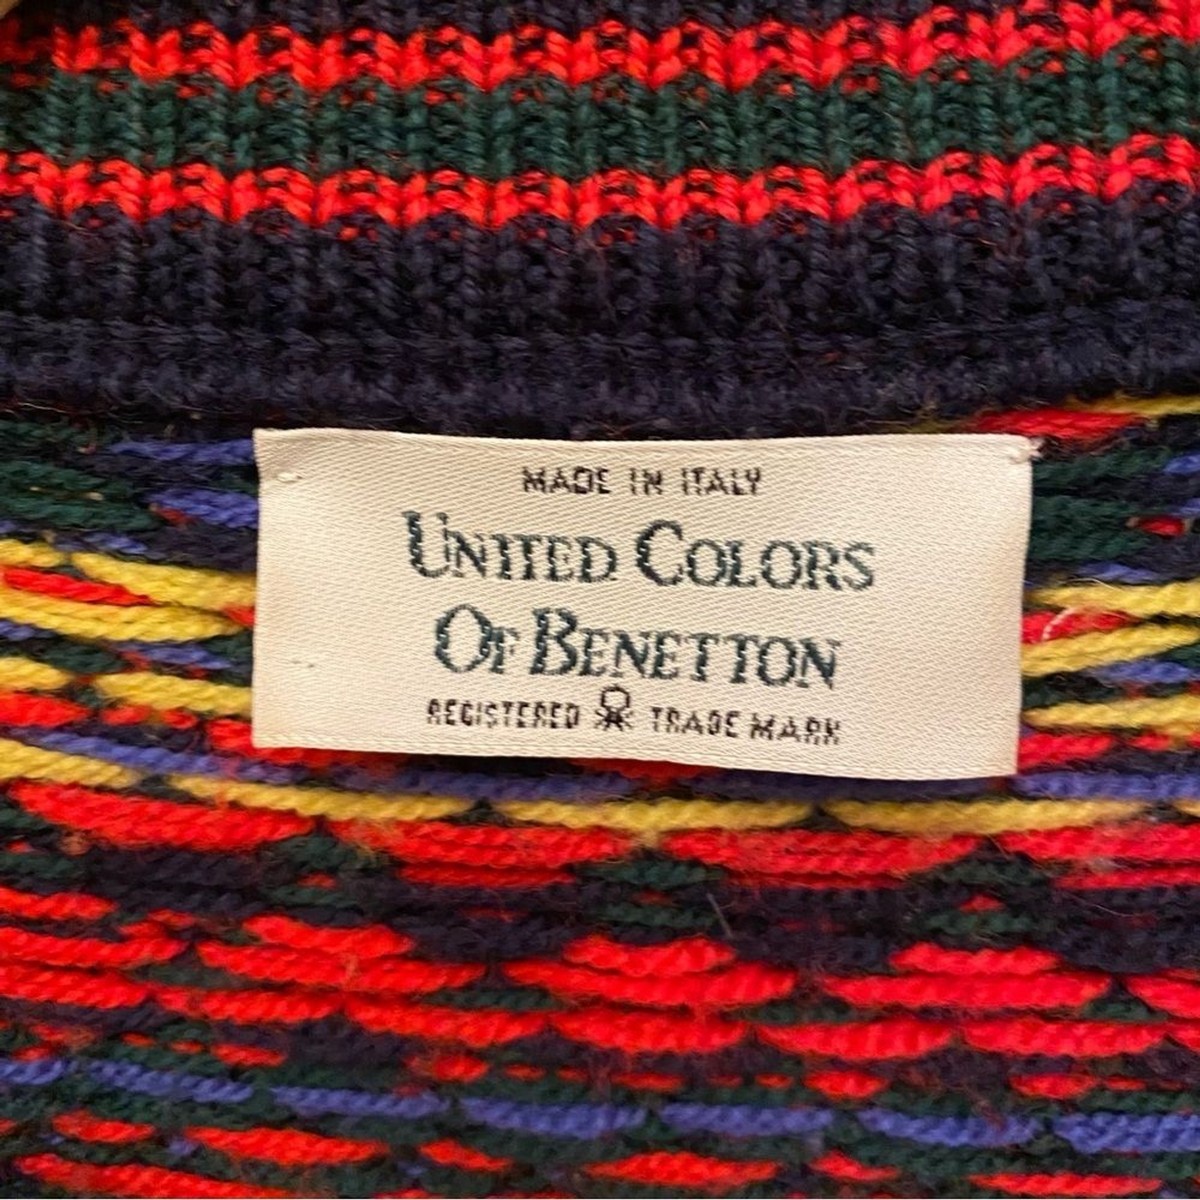 MADE IN ITALY
UNITED COLORS
OF BENETTON
REGISTERED TRADE MARK